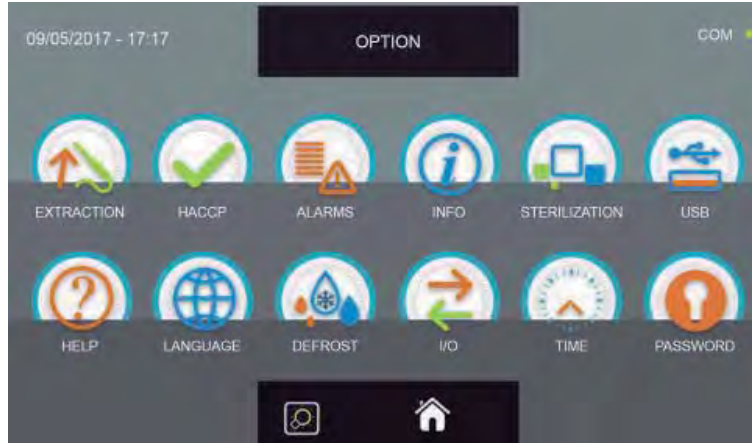 09/05/2017 - 17:17 OPTION COM
EXTRACTION HACCP ALARMS INFO STERILIZATION USB
HELP LANGUAGE DEFROST I/O TIME PASSWORD